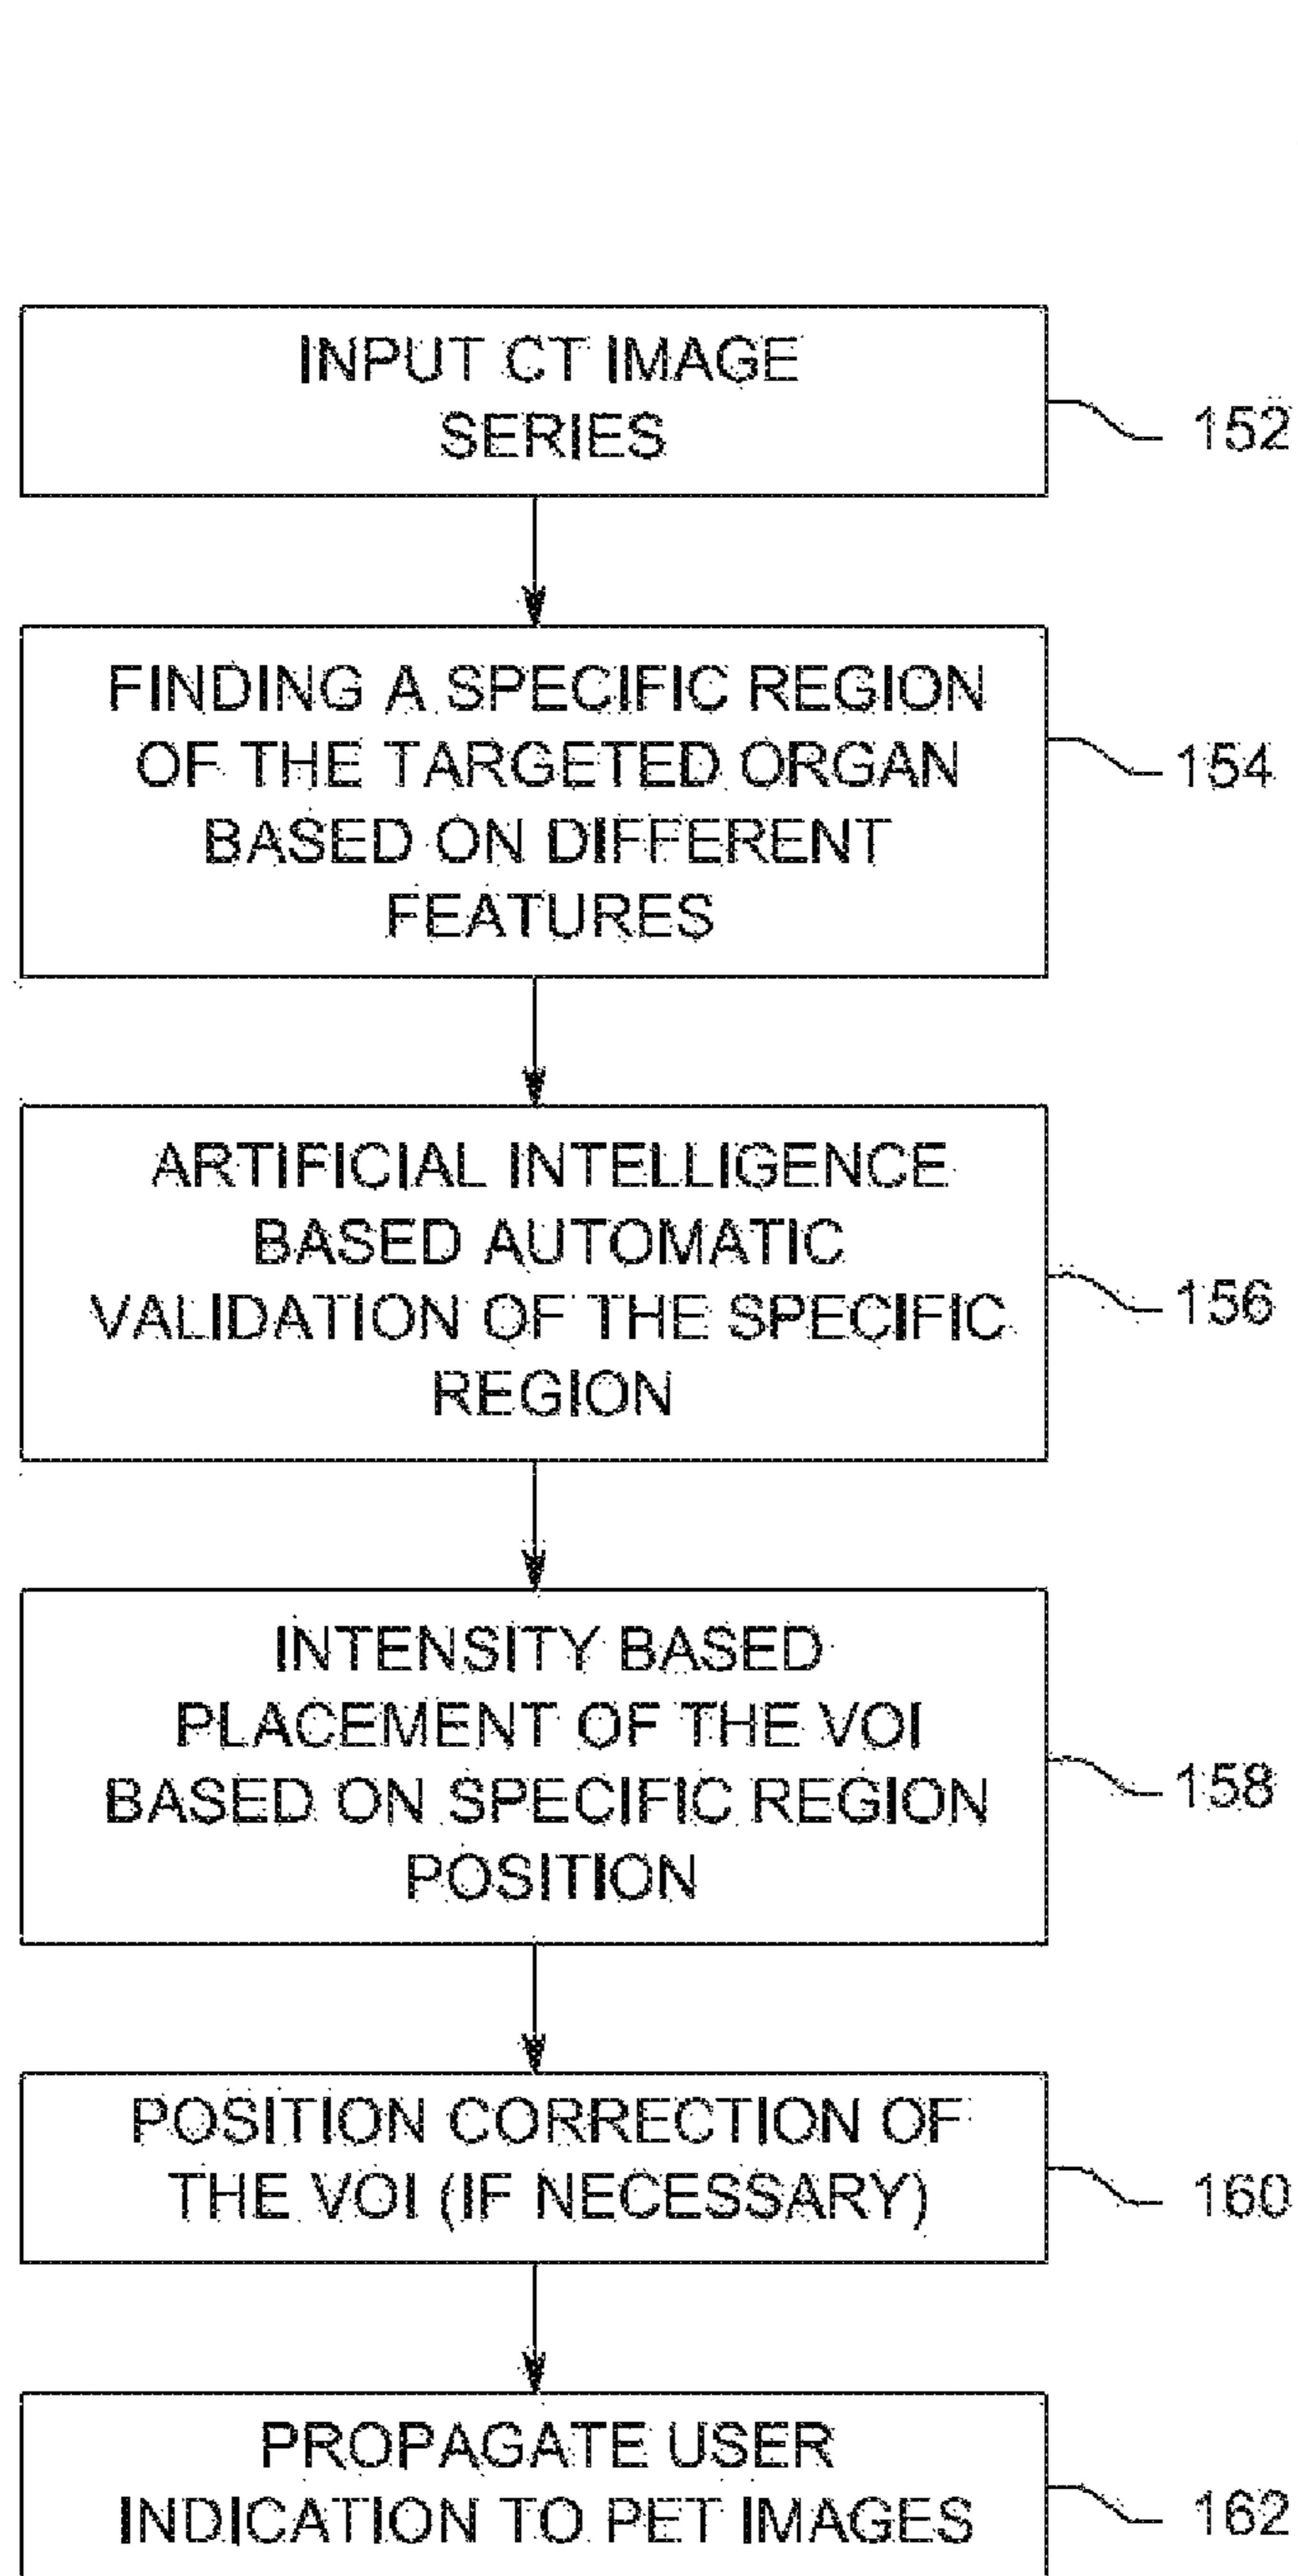 INPUT CT IMAGE
SERIES
152
FINDING A SPECIFIC REGION
OF THE TARGETED ORGAN
BASED ON DIFFERENT
FEATURES
154
ARTIFICIAL INTELLIGENCE
BASED AUTOMATIC
VALIDATION OF THE SPECIFIC
REGION
156
INTENSITY BASED
PLACEMENT OF THE VOI
BASED ON SPECIFIC REGION
POSITION
158
POSITION CORRECTION OF
THE VOI (IF NECESSARY)
160
PROPAGATE USER
INDICATION TO PET IMAGES
162